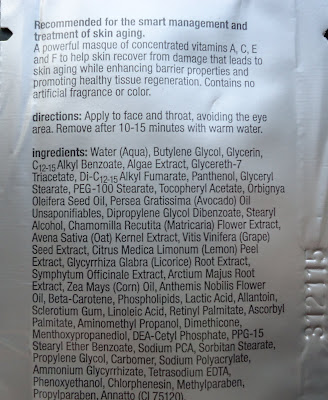 Recommended for the smart management and
treatment of skin aging.
A powerful masque of concentrated vitamins A, C, E
and F to help skin recover from damage that leads to
skin aging while enhancing barrier properties and
promoting healthy tissue regeneration. Contains no
artificial fragrance or color.
directions: Apply to face and throat, avoiding the eye
area. Remove after 10-15 minutes with warm water.
ingredients: Water (Aqua), Butylene Glycol, Glycerin,
C12-15 Alkyl Benzoate, Algae Extract, Glycereth-7
Triacetate, Di-C12-15 Alkyl Fumarate, Panthenol, Glyceryl
Stearate, PEG-100 Stearate, Tocopheryl Acetate, Orbignya
Oleifera Seed Oil, Persea Gratissima (Avocado) Oil
Unsaponifiables, Dipropylene Glycol Dibenzoate, Stearyl
Alcohol, Chamomilla Recutita (Matricaria) Flower Extract,
Avena Sativa (Oat) Kernel Extract, Vitis Vinifera (Grape)
Seed Extract, Citrus Medica Limonum (Lemon) Peel
Extract, Glycyrrhiza Glabra (Licorice) Root Extract,
Symphytum Officinale Extract, Arctium Majus Root
Extract, Zea Mays (Corn) Oil, Anthemis Nobilis Flower
Oil, Beta-Carotene, Phospholipids, Lactic Acid, Allantoin,
Sclerotium Gum, Linoleic Acid, Retinyl Palmitate, Ascorbyl
Palmitate, Aminomethyl Propanol, Dimethicone,
Menthoxypropanediol, DEA-Cetyl Phosphate, PPG-15
Stearyl Ether Benzoate, Sodium PCA, Sorbitan Stearate,
Propylene Glycol, Carbomer, Sodium Polyacrylate,
Ammonium Glycyrrhizate, Tetrasodium EDTA,
Phenoxyethanol, Chlorphenesin, Methylparaben,
Propylparaben, Annatto (CI 75120).